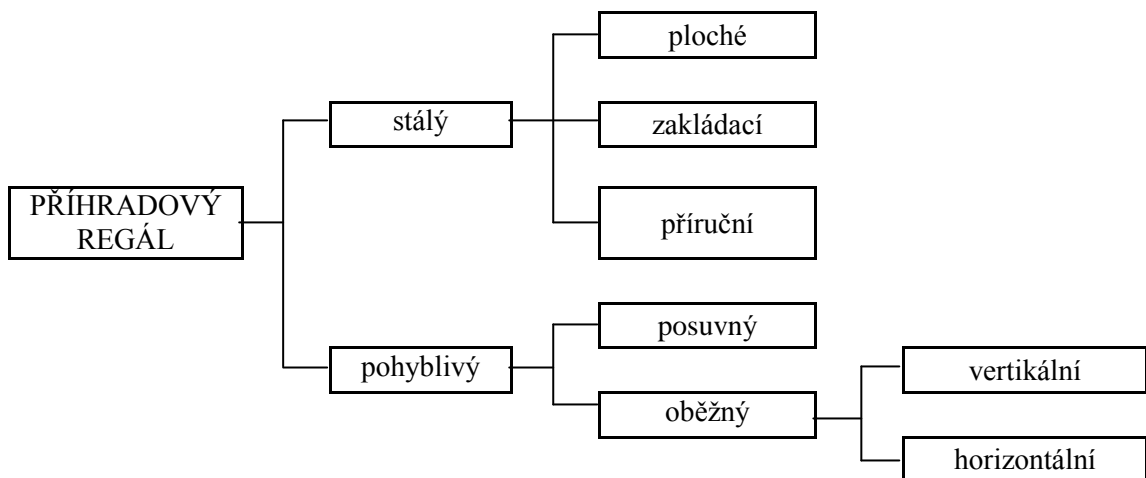 ploché
stálý
zakládací
PŘÍHRADOVÝ
REGÁL
příruční
posuvný
pohyblivý
vertikální
oběžný
horizontální